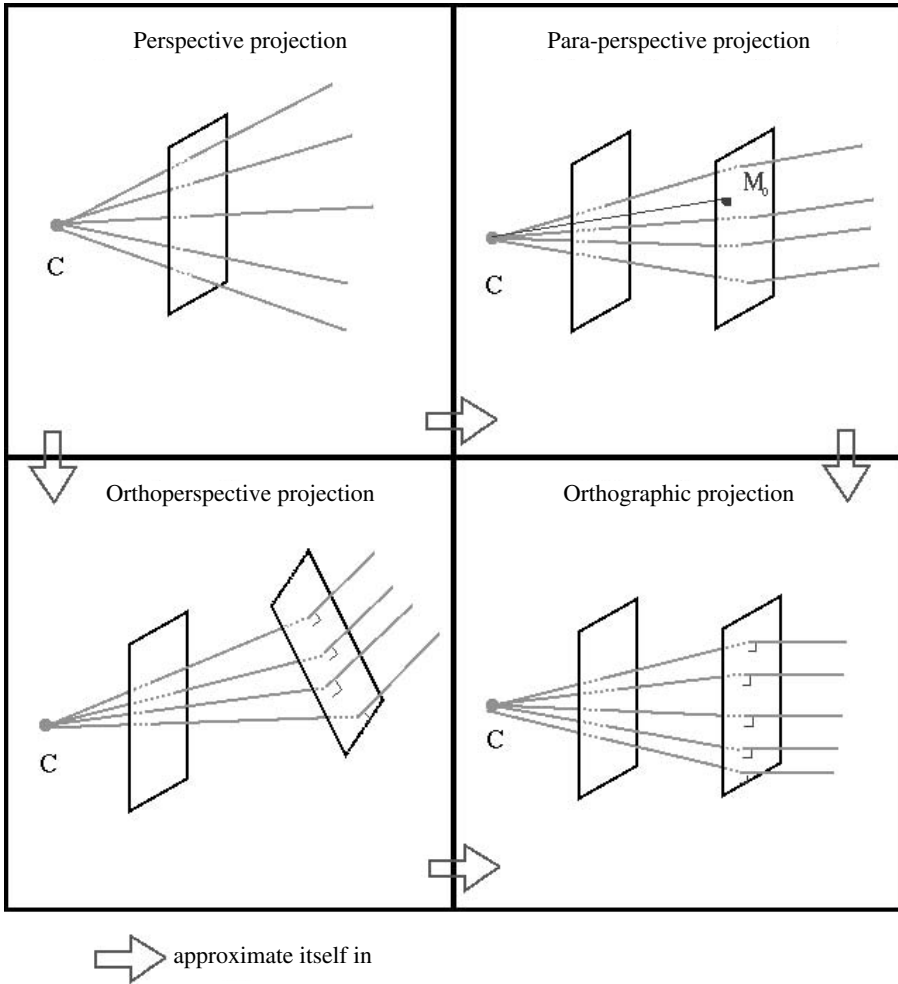 Perspective projection
C
Para-perspective projection
M0
C
Orthoperspective projection
C
Orthographic projection
C
approximate itself in